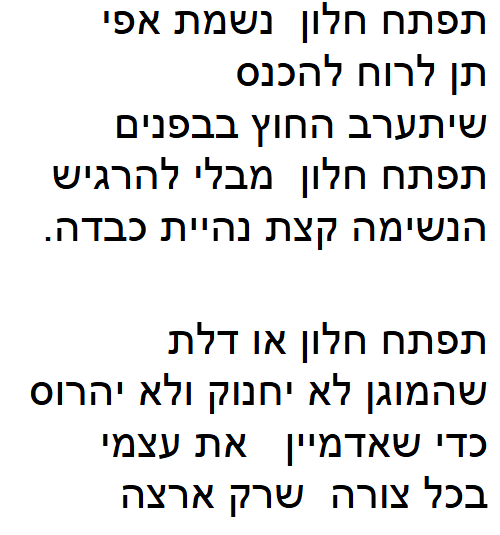 תפתח חלון  נשמת אפי
תן לרוח להכנס
שיתערב החוץ בבפנים
תפתח חלון  מבלי להרגיש
הנשימה קצת נהיית כבדה.

תפתח חלון או דלת
שהמוגן לא יחנוק ולא יהרוס
כדי שאדמיין   את עצמי
בכל צורה  שרק ארצה